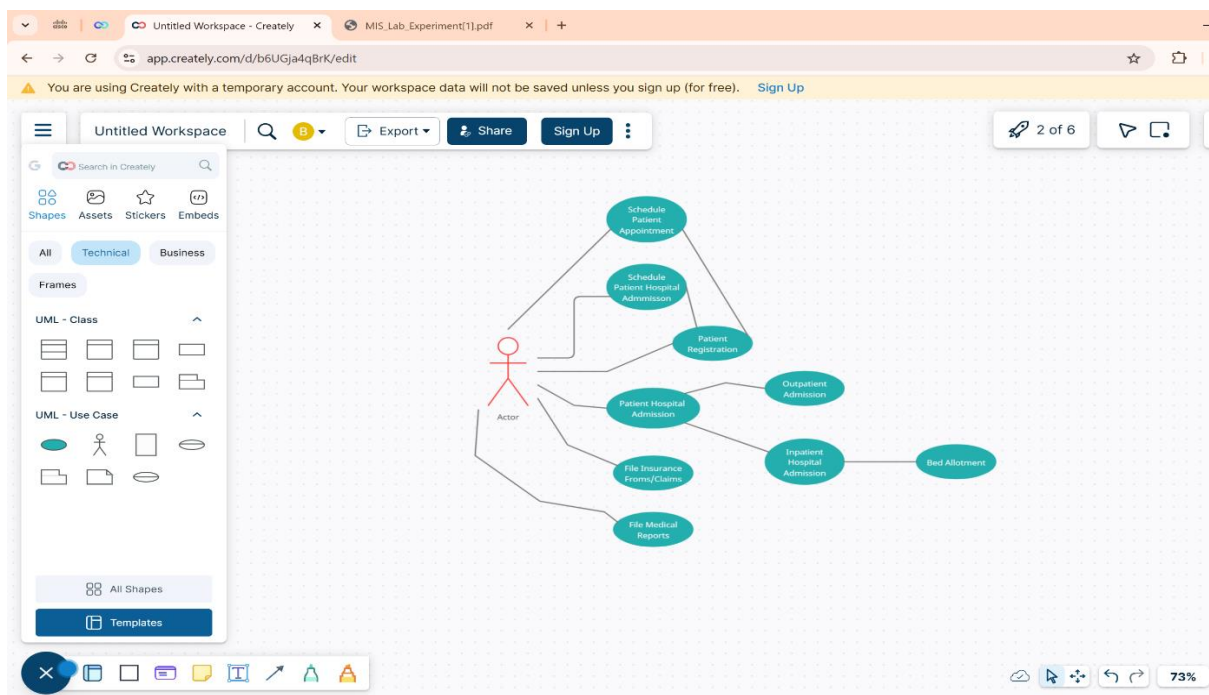 Untitled Workspace - Creately
MIS_Lab_Experiment[1].pdf
app.creately.com/d/b6UGja4qBrK/edit
You are using Creately with a temporary account. Your workspace data will not be saved unless you sign up (for free). Sign Up
Untitled Workspace
B
Export
Share
Sign Up
2 of 6
G
Search in Creately
Shapes
Assets
Stickers
Embeds
All
Technical
Business
Frames
UML - Class
UML - Use Case
All Shapes
Templates
Schedule
Patient
Appointment
Schedule
Patient Hospital
Admmisson
Patient
Registration
Actor
Patient Hospital
Admission
Outpatient
Admission
Inpatient
Hospital
Admission
Bed Allotment
File Insurance
Froms/Claims
File Medical
Reports
T
73%